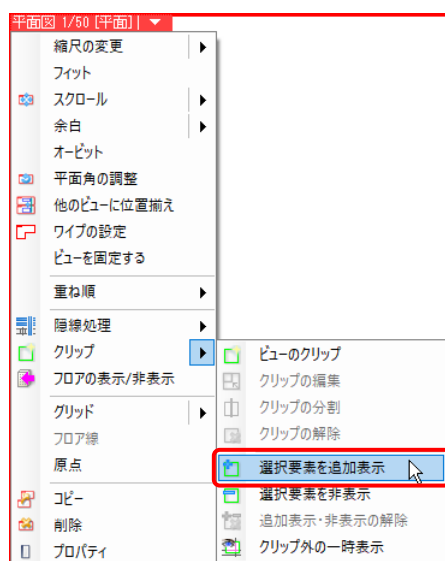 平面図 1/50 [平面] | ▼
縮尺の変更
フィット
スクロール
余白
オービット
平面角の調整
他のビューに位置揃え
ワイプの設定
ビューを固定する
重ね順
隠線処理
クリップ
フロアの表示/非表示
グリッド
フロア線
原点
コピー
削除
プロパティ
ビューのクリップ
クリップの編集
クリップの分割
クリップの解除
選択要素を追加表示
選択要素を非表示
追加表示・非表示の解除
クリップ外の一時表示